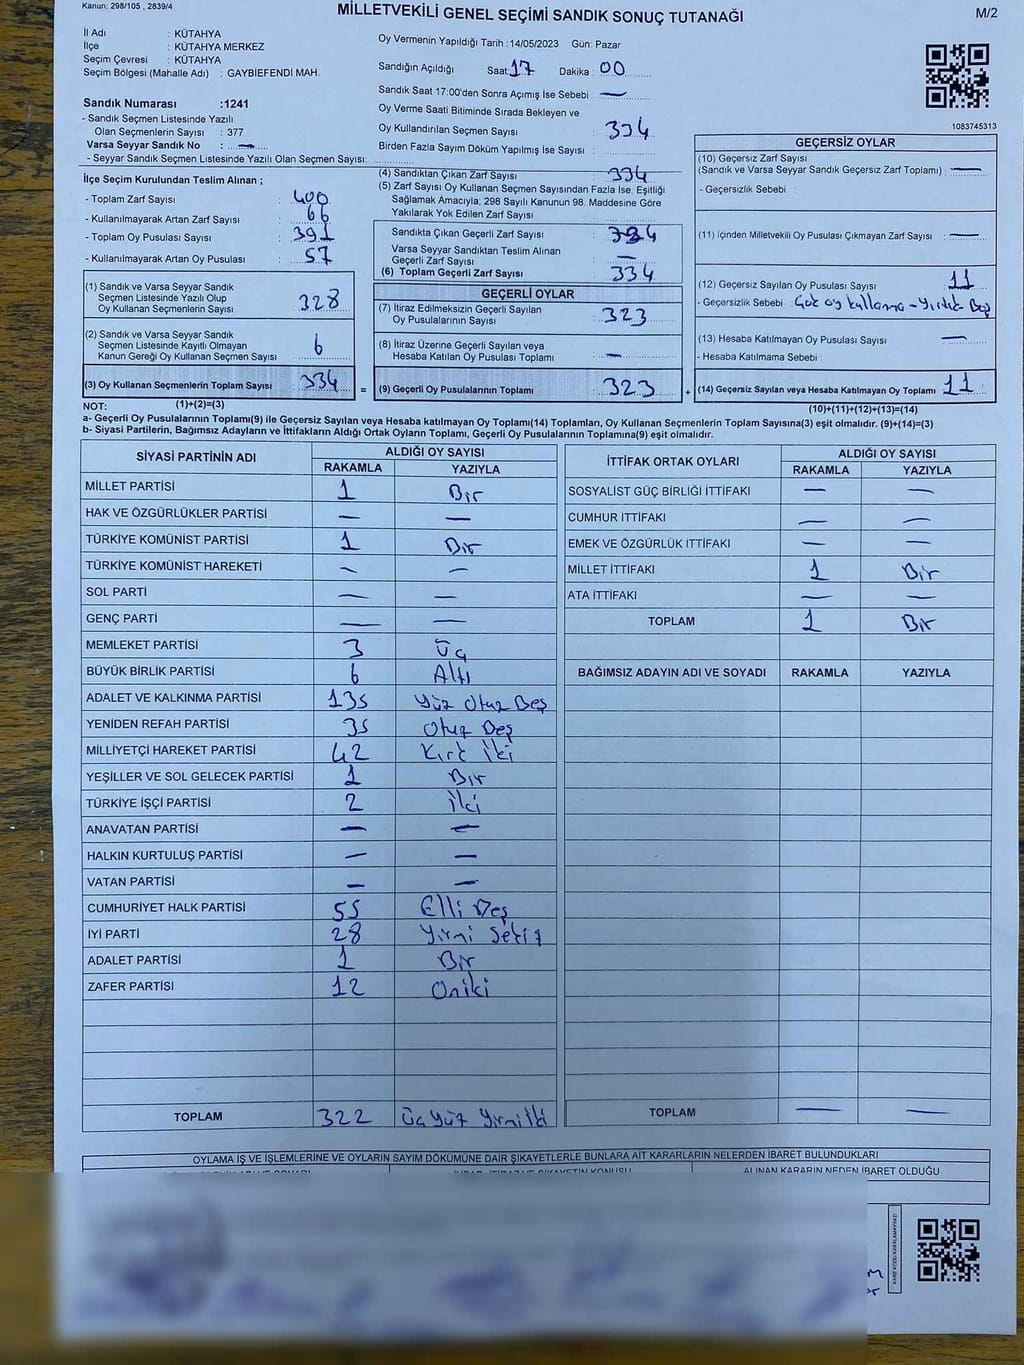 Kanun; 298/105 , 2839/4
MİLLETVEKİLİ GENEL SEÇİMİ SANDIK SONUÇ TUTANAĞI
M/2
İl Adı : KÜTAHYA
İlçe : KÜTAHYA MERKEZ
Seçim Çevresi : KÜTAHYA
Seçim Bölgesi (Mahalle Adı) : GAYBİEFENDİ MAH.
Sandık Numarası :1241
- Sandık Seçmen Listesinde Yazılı
Olan Seçmenlerin Sayısı : 377
Varsa Seyyar Sandık No : —
- Seyyar Sandık Seçmen Listesinde Yazılı Olan Seçmen Sayısı:
Oy Vermenin Yapıldığı Tarih :14/05/2023 Gün: Pazar
Sandığın Açıldığı Saat: 17 Dakika : 00
Sandık Saat 17:00'den Sonra Açımış İse Sebebi : —
Oy Verme Saati Bitiminde Sırada Bekleyen ve
Oy Kullandırılan Seçmen Sayısı : 334
Birden Fazla Sayım Döküm Yapılmış İse Sayısı :
1083745313
İlçe Seçim Kurulundan Teslim Alınan ;
- Toplam Zarf Sayısı : 400
- Kullanılmayarak Artan Zarf Sayısı : 66
- Toplam Oy Pusulası Sayısı : 391
- Kullanılmayarak Artan Oy Pusulası : 57
(1) Sandık ve Varsa Seyyar Sandık
Seçmen Listesinde Yazılı Olup
Oy Kullanan Seçmenlerin Sayısı : 328
(2) Sandık ve Varsa Seyyar Sandık
Seçmen Listesinde Kayıtlı Olmayan
Kanun Gereği Oy Kullanan Seçmen Sayısı : 6
(3) Oy Kullanan Seçmenlerin Toplam Sayısı : 334 =
(1)+(2)=(3)
(4) Sandıktan Çıkan Zarf Sayısı : 334
(5) Zarf Sayısı Oy Kullanan Seçmen Sayısından Fazla İse, Eşitliği
Sağlamak Amacıyla, 298 Sayılı Kanunun 98. Maddesine Göre
Yakılarak Yok Edilen Zarf Sayısı :
Sandıkta Çıkan Geçerli Zarf Sayısı : 334
Varsa Seyyar Sandıktan Teslim Alınan
Geçerli Zarf Sayısı : —
(6) Toplam Geçerli Zarf Sayısı : 334
GEÇERLİ OYLAR
(7) İtiraz Edilmeksizin Geçerli Sayılan
Oy Pusulalarının Sayısı : 323
(8) İtiraz Üzerine Geçerli Sayılan veya
Hesaba Katılan Oy Pusulası Toplamı : —
(9) Geçerli Oy Pusulalarının Toplamı : 323 +
GEÇERSİZ OYLAR
(10) Geçersiz Zarf Sayısı
(Sandık ve Varsa Seyyar Sandık Geçersiz Zarf Toplamı) : —
- Geçersizlik Sebebi :
(11) İçinden Milletvekili Oy Pusulası Çıkmayan Zarf Sayısı : —
(12) Geçersiz Sayılan Oy Pusulası Sayısı : 11
- Geçersizlik Sebebi : Çok oy kullanma - Yırtık - Boş
(13) Hesaba Katılmayan Oy Pusulası Sayısı : —
- Hesaba Katılmama Sebebi :
(14) Geçersiz Sayılan veya Hesaba Katılmayan Oy Toplamı : 11
(10)+(11)+(12)+(13)=(14)
NOT:
a- Geçerli Oy Pusulalarının Toplamı(9) ile Geçersiz Sayılan veya Hesaba katılmayan Oy Toplamı(14) Toplamları, Oy Kullanan Seçmenlerin Toplam Sayısına(3) eşit olmalıdır. (9)+(14)=(3)
b- Siyasi Partilerin, Bağımsız Adayların ve İttifakların Aldığı Ortak Oyların Toplamı, Geçerli Oy Pusulalarının Toplamına(9) eşit olmalıdır.
SİYASİ PARTİNİN ADI ALDIĞI OY SAYISI
RAKAMLA YAZIYLA
MİLLET PARTİSİ 1 Bir
HAK VE ÖZGÜRLÜKLER PARTİSİ — —
TÜRKİYE KOMÜNİST PARTİSİ 1 Bir
TÜRKİYE KOMÜNİST HAREKETİ — —
SOL PARTİ — —
GENÇ PARTİ — —
MEMLEKET PARTİSİ 3 Üç
BÜYÜK BİRLİK PARTİSİ 6 Altı
ADALET VE KALKINMA PARTİSİ 135 Yüz Otuz Beş
YENİDEN REFAH PARTİSİ 35 Otuz Beş
MİLLİYETÇİ HAREKET PARTİSİ 42 Kırk İki
YEŞİLLER VE SOL GELECEK PARTİSİ 1 Bir
TÜRKİYE İŞÇİ PARTİSİ 2 İki
ANAVATAN PARTİSİ — —
HALKIN KURTULUŞ PARTİSİ — —
VATAN PARTİSİ — —
CUMHURİYET HALK PARTİSİ 55 Elli Beş
İYİ PARTİ 28 Yirmi Sekiz
ADALET PARTİSİ 1 Bir
ZAFER PARTİSİ 12 Oniki
TOPLAM 322 Üçyüz Yirmi İki
İTTİFAK ORTAK OYLARI ALDIĞI OY SAYISI
RAKAMLA YAZIYLA
SOSYALİST GÜÇ BİRLİĞİ İTTİFAKI — —
CUMHUR İTTİFAKI — —
EMEK VE ÖZGÜRLÜK İTTİFAKI — —
MİLLET İTTİFAKI 1 Bir
ATA İTTİFAKI — —
TOPLAM 1 Bir
BAĞIMSIZ ADAYIN ADI VE SOYADI RAKAMLA YAZIYLA
TOPLAM — —
OYLAMA İŞ VE İŞLEMLERİNE VE OYLARIN SAYIM DÖKÜMÜNE DAİR ŞİKAYETLERLE BUNLARA AİT KARARLARIN NELERDEN İBARET BULUNDUKLARI
ALINAN KARARIN NEDEN İBARET OLDUĞU